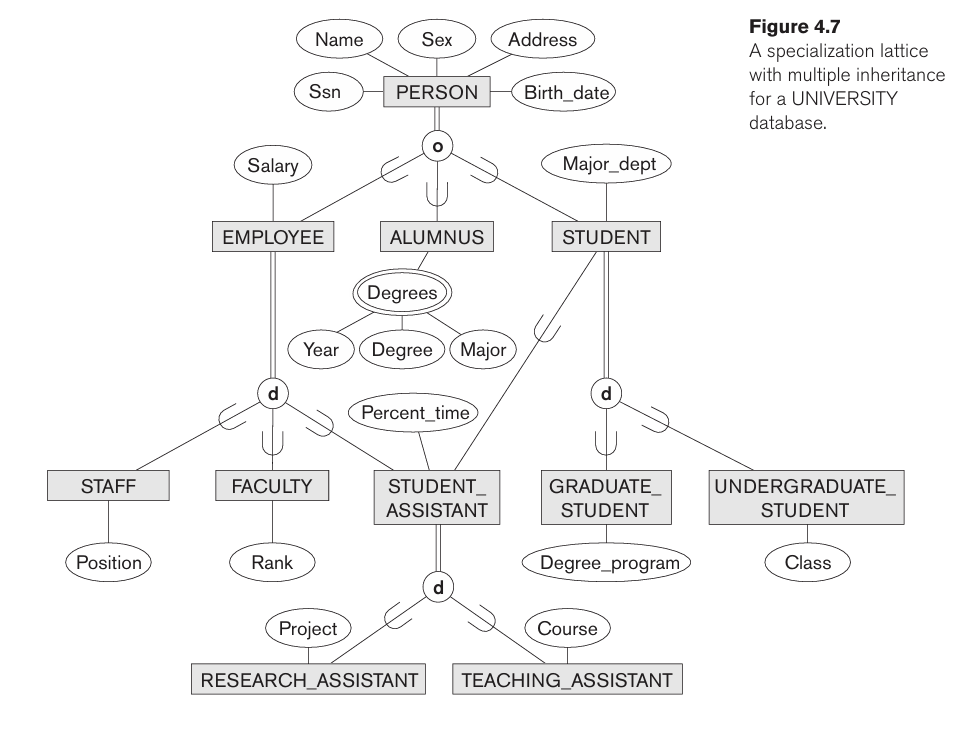 Figure 4.7
A specialization lattice
with multiple inheritance
for a UNIVERSITY
database.
Name
Sex
Address
Ssn
PERSON
Birth_date
o
Salary
Major_dept
EMPLOYEE
ALUMNUS
STUDENT
Degrees
Year
Degree
Major
d
d
Percent_time
STAFF
FACULTY
STUDENT_
ASSISTANT
GRADUATE_
STUDENT
UNDERGRADUATE_
STUDENT
Position
Rank
Degree_program
Class
d
Project
Course
RESEARCH_ASSISTANT
TEACHING_ASSISTANT